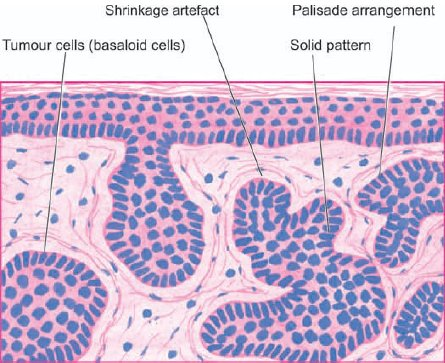 Shrinkage artefact
Palisade arrangement
Tumour cells (basaloid cells)
Solid pattern